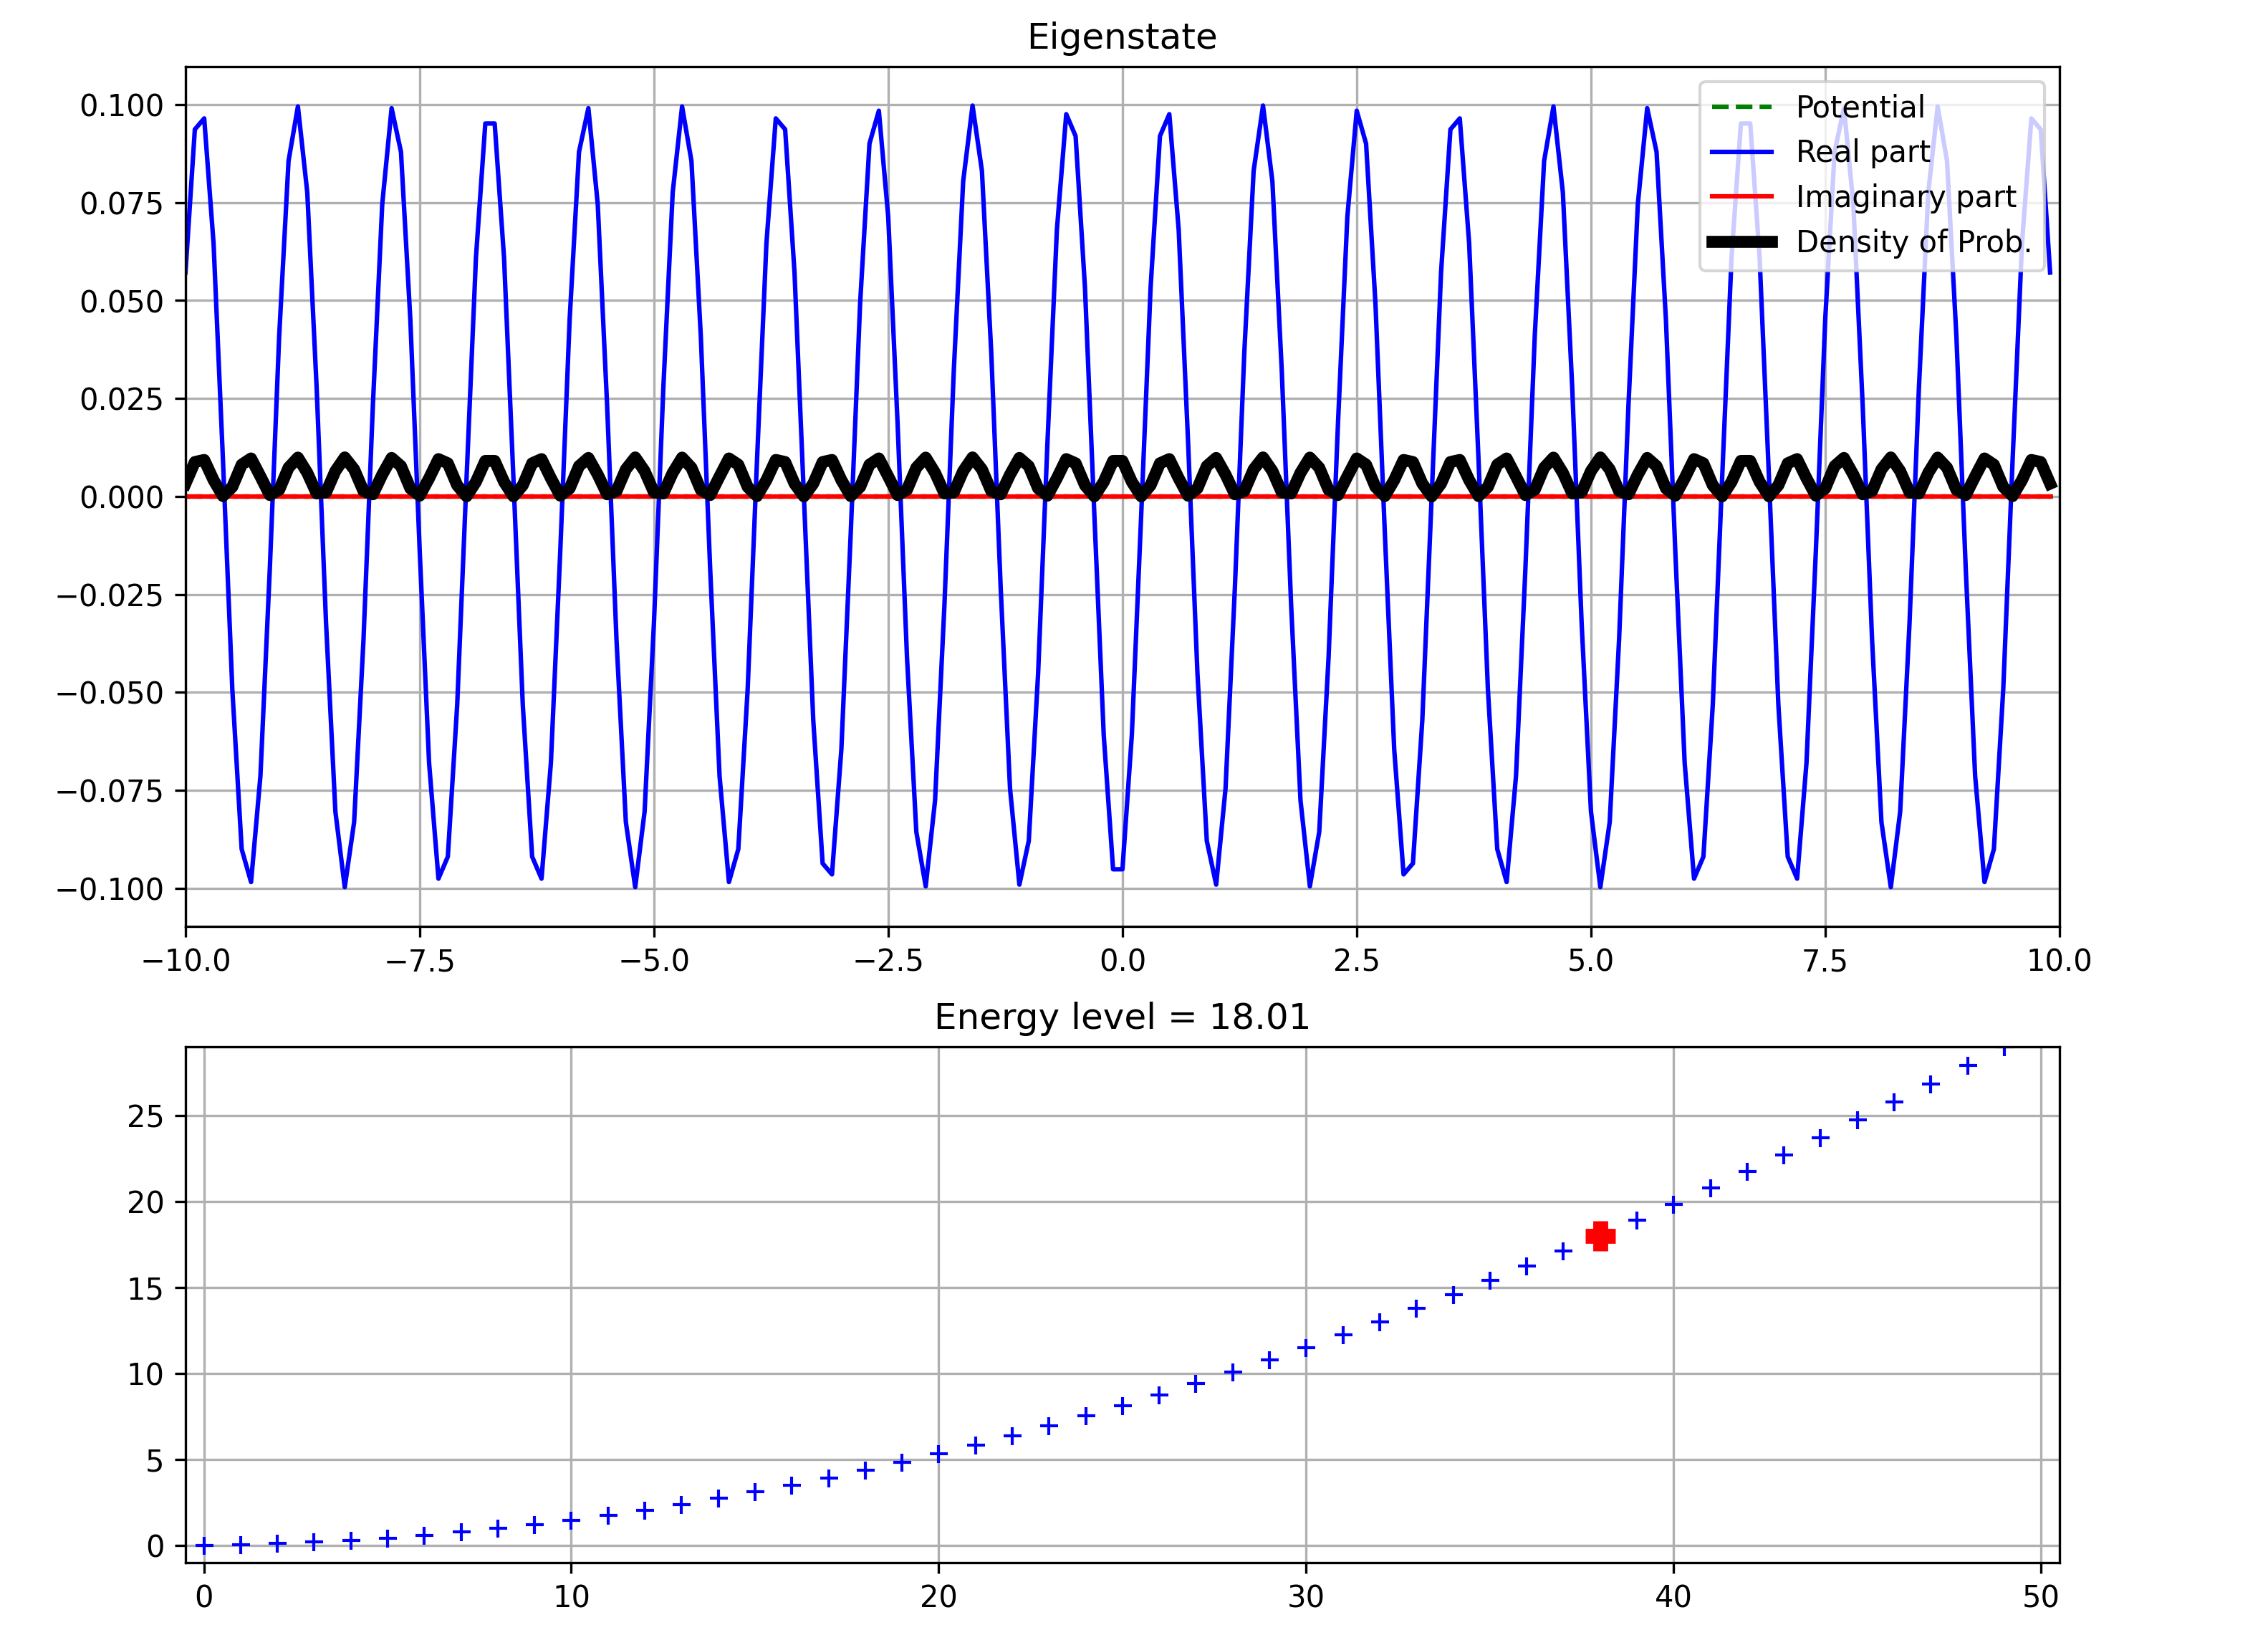 Eigenstate
0.100
0.075
0.050
0.025
0.000
−0.025
−0.050
−0.075
−0.100
Potential
Real part
Imaginary part
Density of Prob.
−10.0 −7.5 −5.0 −2.5 0.0 2.5 5.0 7.5 10.0
Energy level = 18.01
25
20
15
10
5
0
0 10 20 30 40 50